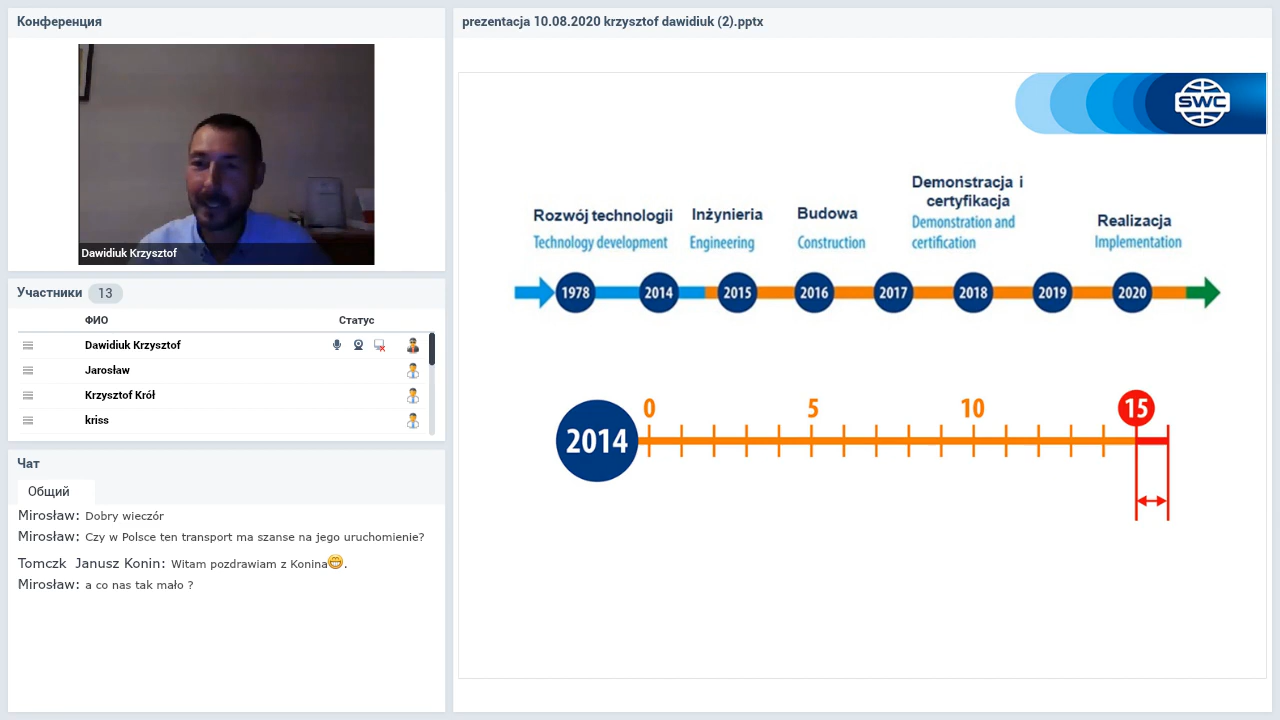 Конференция
Dawidiuk Krzysztof
Участники 13
ФИО Статус
Dawidiuk Krzysztof
Jarosław
Krzysztof Król
kriss
Чат
Общий
Mirosław: Dobry wieczór
Mirosław: Czy w Polsce ten transport ma szanse na jego uruchomienie?
Tomczk Janusz Konin: Witam pozdrawiam z Konina😁.
Mirosław: a co nas tak mało ?
prezentacja 10.08.2020 krzysztof dawidiuk (2).pptx
SWC
Rozwój technologii
Technology development
Inżynieria
Engineering
Budowa
Construction
Demonstracja i
certyfikacja
Demonstration and
certification
Realizacja
Implementation
1978 2014 2015 2016 2017 2018 2019 2020
0 5 10 15
2014